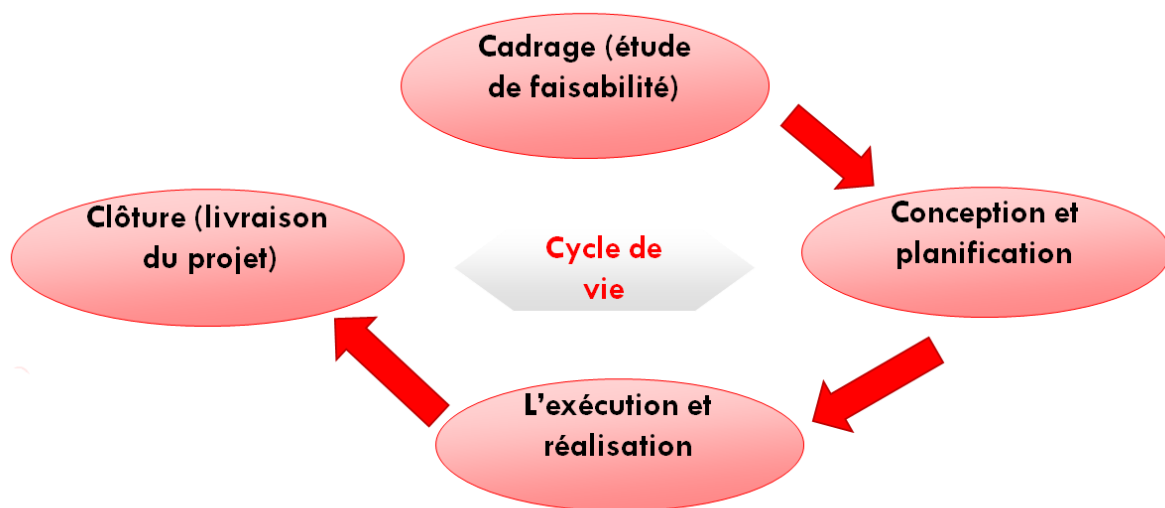 Cadrage (étude
de faisabilité)
Clôture (livraison
du projet)
Cycle de
vie
Conception et
planification
L'exécution et
réalisation